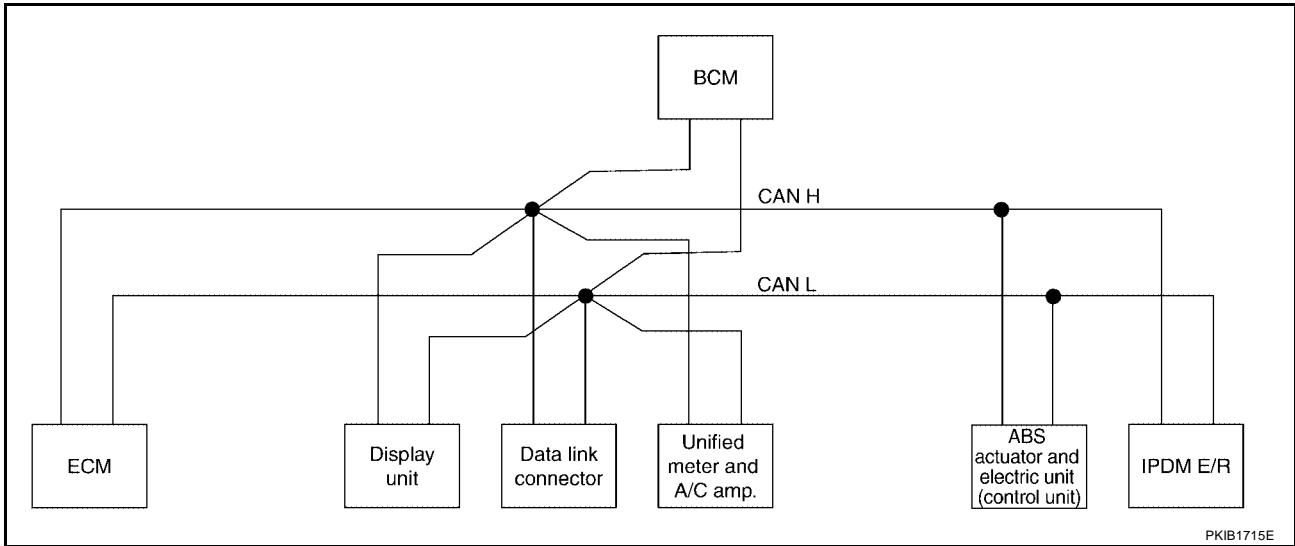 BCM
CAN H
CAN L
ECM
Display
unit
Data link
connector
Unified
meter and
A/C amp.
ABS
actuator and
electric unit
(control unit)
IPDM E/R
PKIB1715E